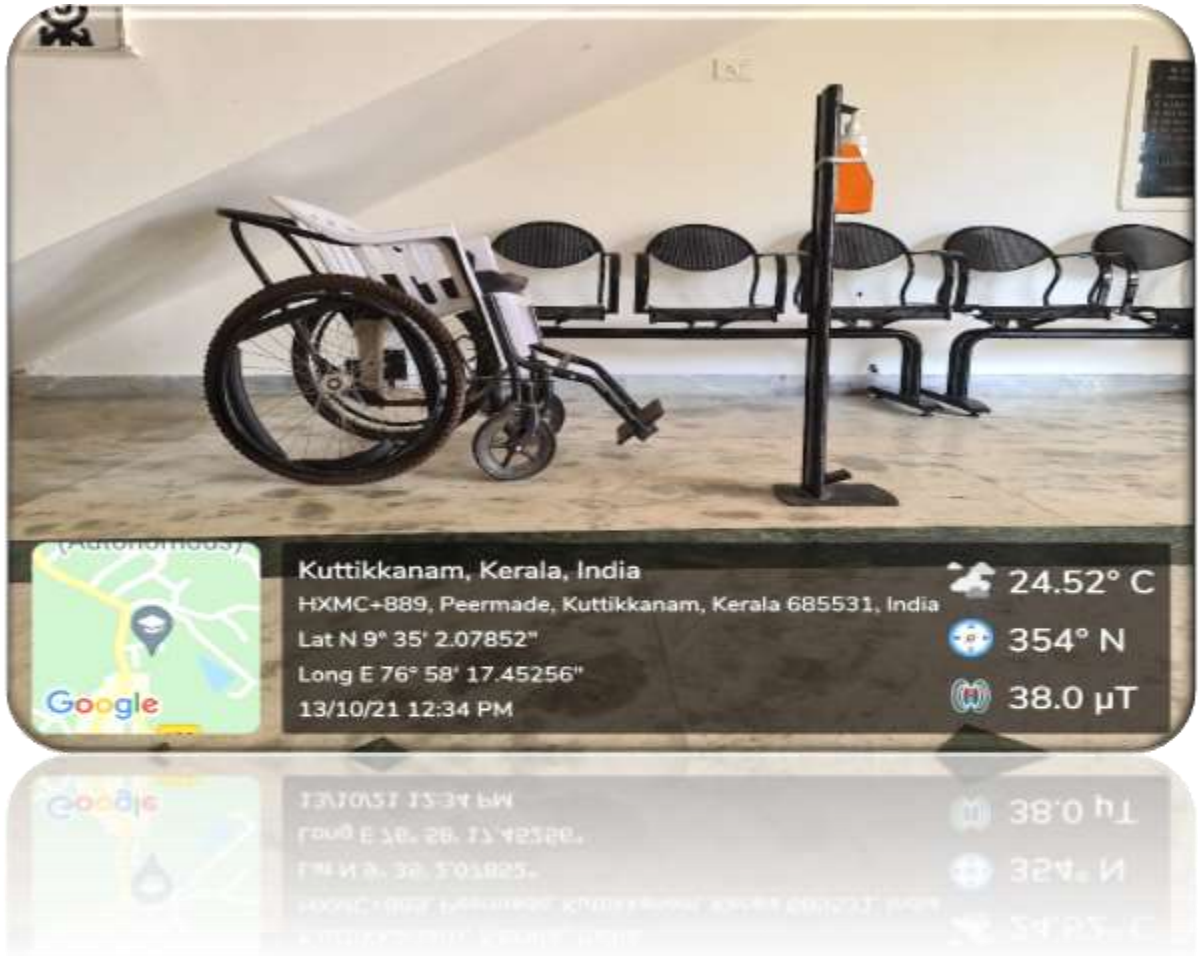 (Autonomous)
Google
Kuttikkanam, Kerala, India
HXMC+889, Peermade, Kuttikkanam, Kerala 685531, India
Lat N 9° 35' 2.07852"
Long E 76° 58' 17.45256"
13/10/21 12:34 PM
24.52° C
354° N
38.0 µT